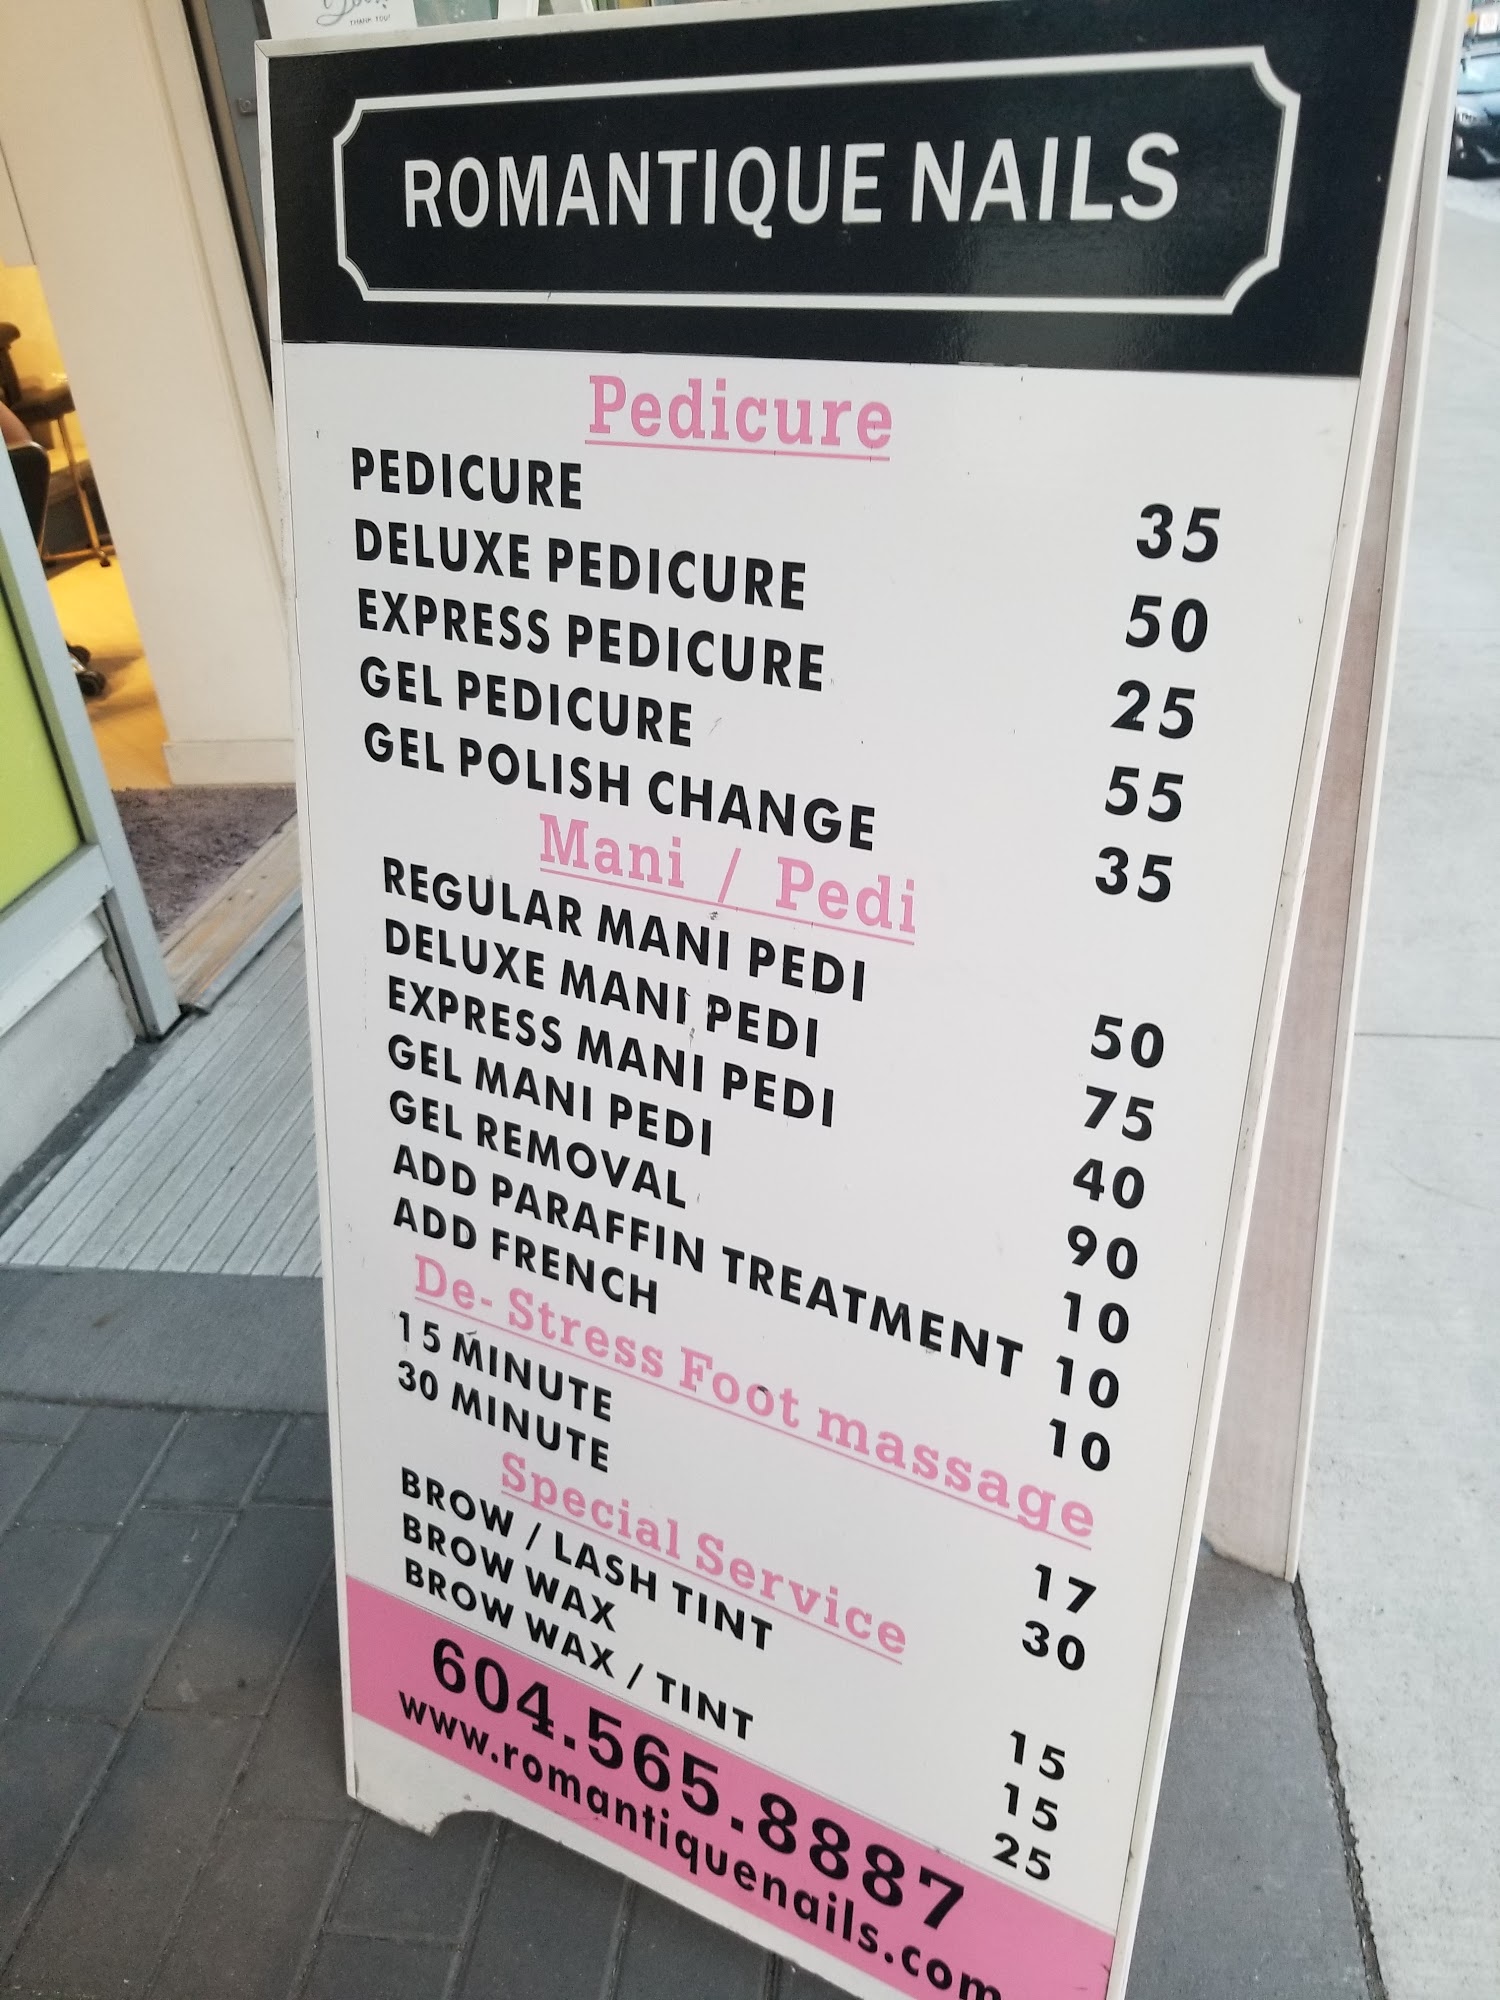 THANK YOU!
ROMANTIQUE NAILS
Pedicure
PEDICURE 35
DELUXE PEDICURE 50
EXPRESS PEDICURE 25
GEL PEDICURE 55
GEL POLISH CHANGE 35
Mani / Pedi
REGULAR MANI PEDI 50
DELUXE MANI PEDI 75
EXPRESS MANI PEDI 40
GEL MANI PEDI 90
GEL REMOVAL 10
ADD PARAFFIN TREATMENT 10
ADD FRENCH 10
De-Stress Foot massage
15 MINUTE 17
30 MINUTE 30
Special Service
BROW / LASH TINT 15
BROW WAX 15
BROW WAX / TINT 25
604.565.8887
www.romantiquenails.com